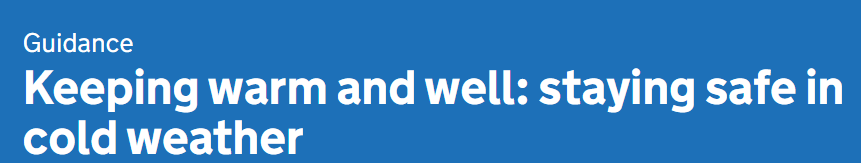 Guidance
Keeping warm and well: staying safe in
cold weather